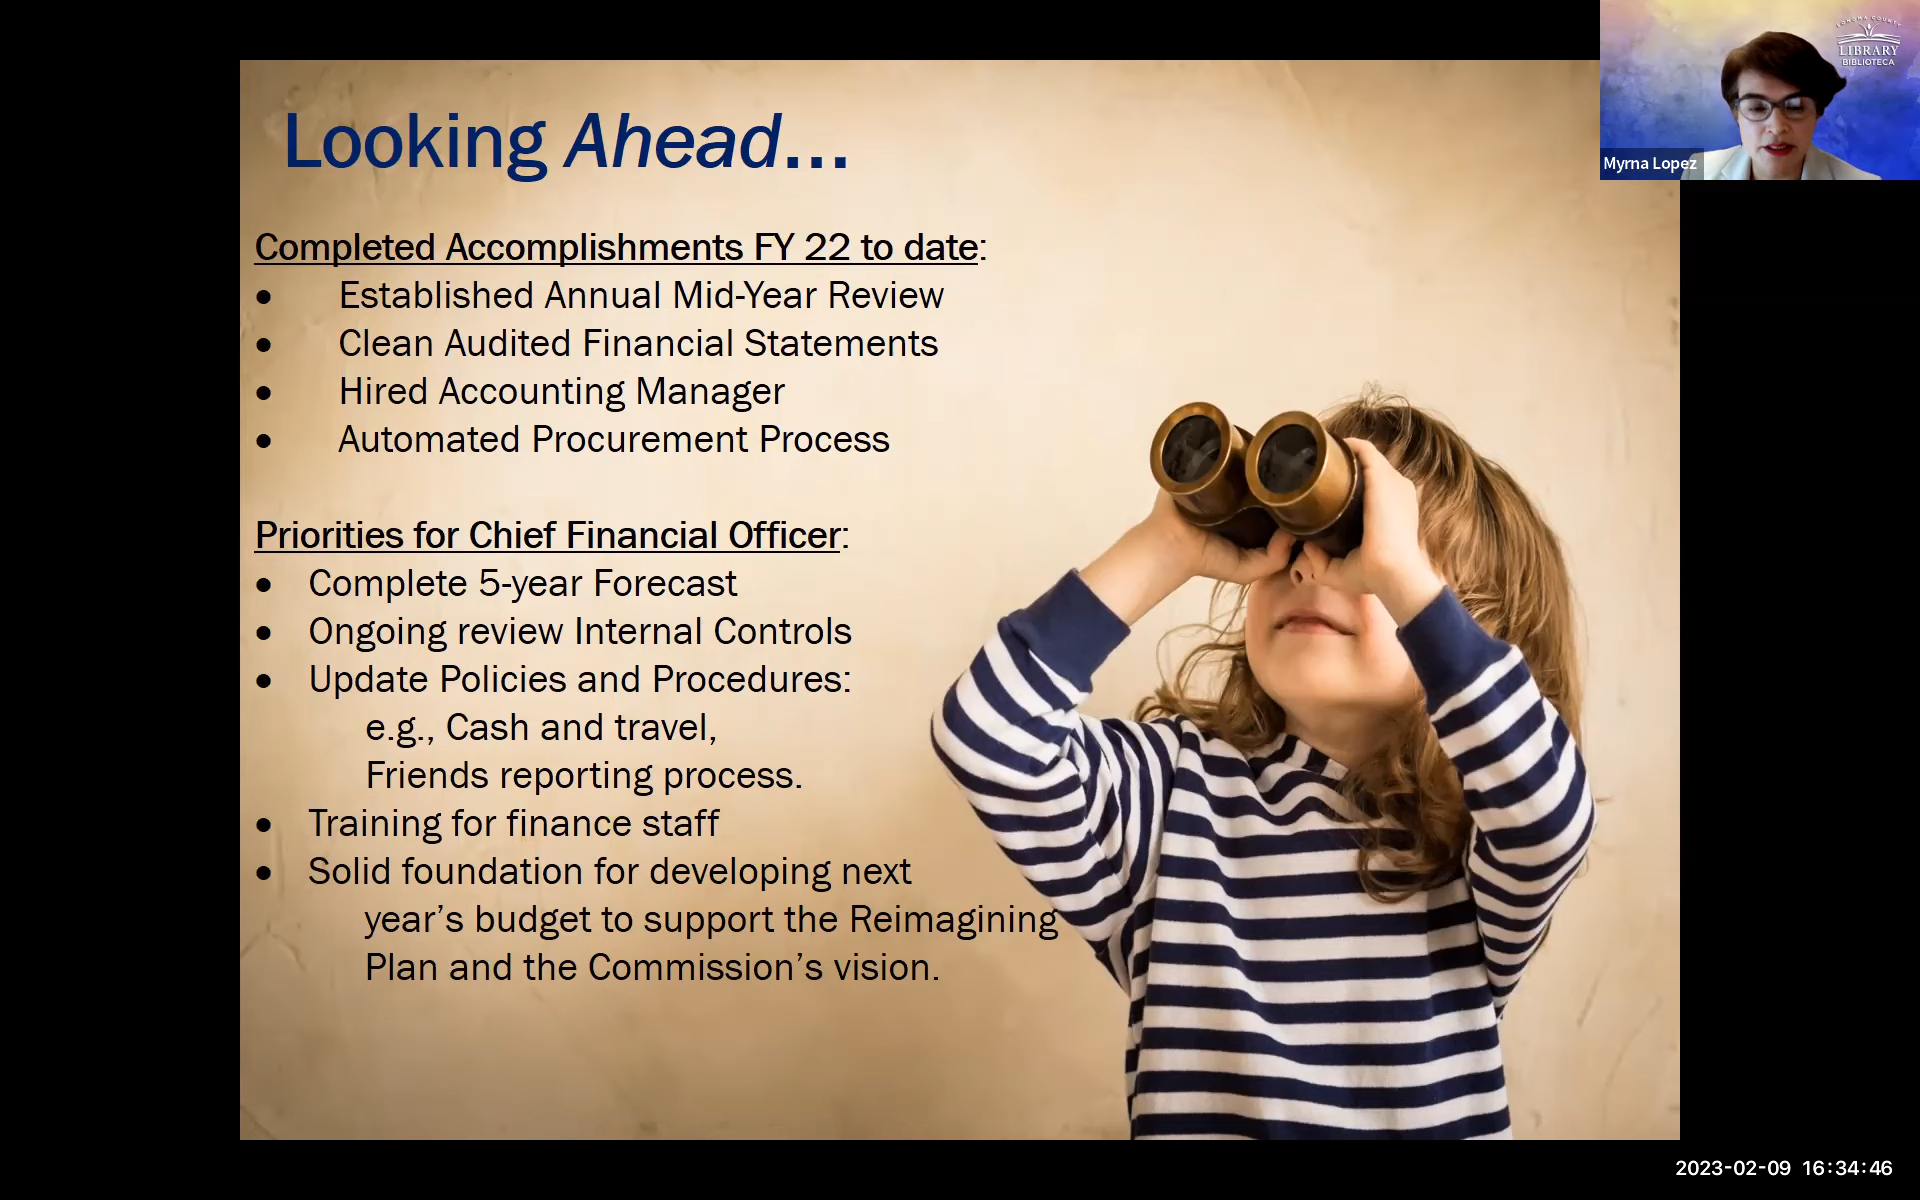 SONOMA COUNTY
LIBRARY
BIBLIOTECA
Myrna Lopez
Looking Ahead...
Completed Accomplishments FY 22 to date:
• Established Annual Mid-Year Review
• Clean Audited Financial Statements
• Hired Accounting Manager
• Automated Procurement Process
Priorities for Chief Financial Officer:
• Complete 5-year Forecast
• Ongoing review Internal Controls
• Update Policies and Procedures:
e.g., Cash and travel,
Friends reporting process.
• Training for finance staff
• Solid foundation for developing next
year’s budget to support the Reimagining
Plan and the Commission’s vision.
2023-02-09 16:34:46